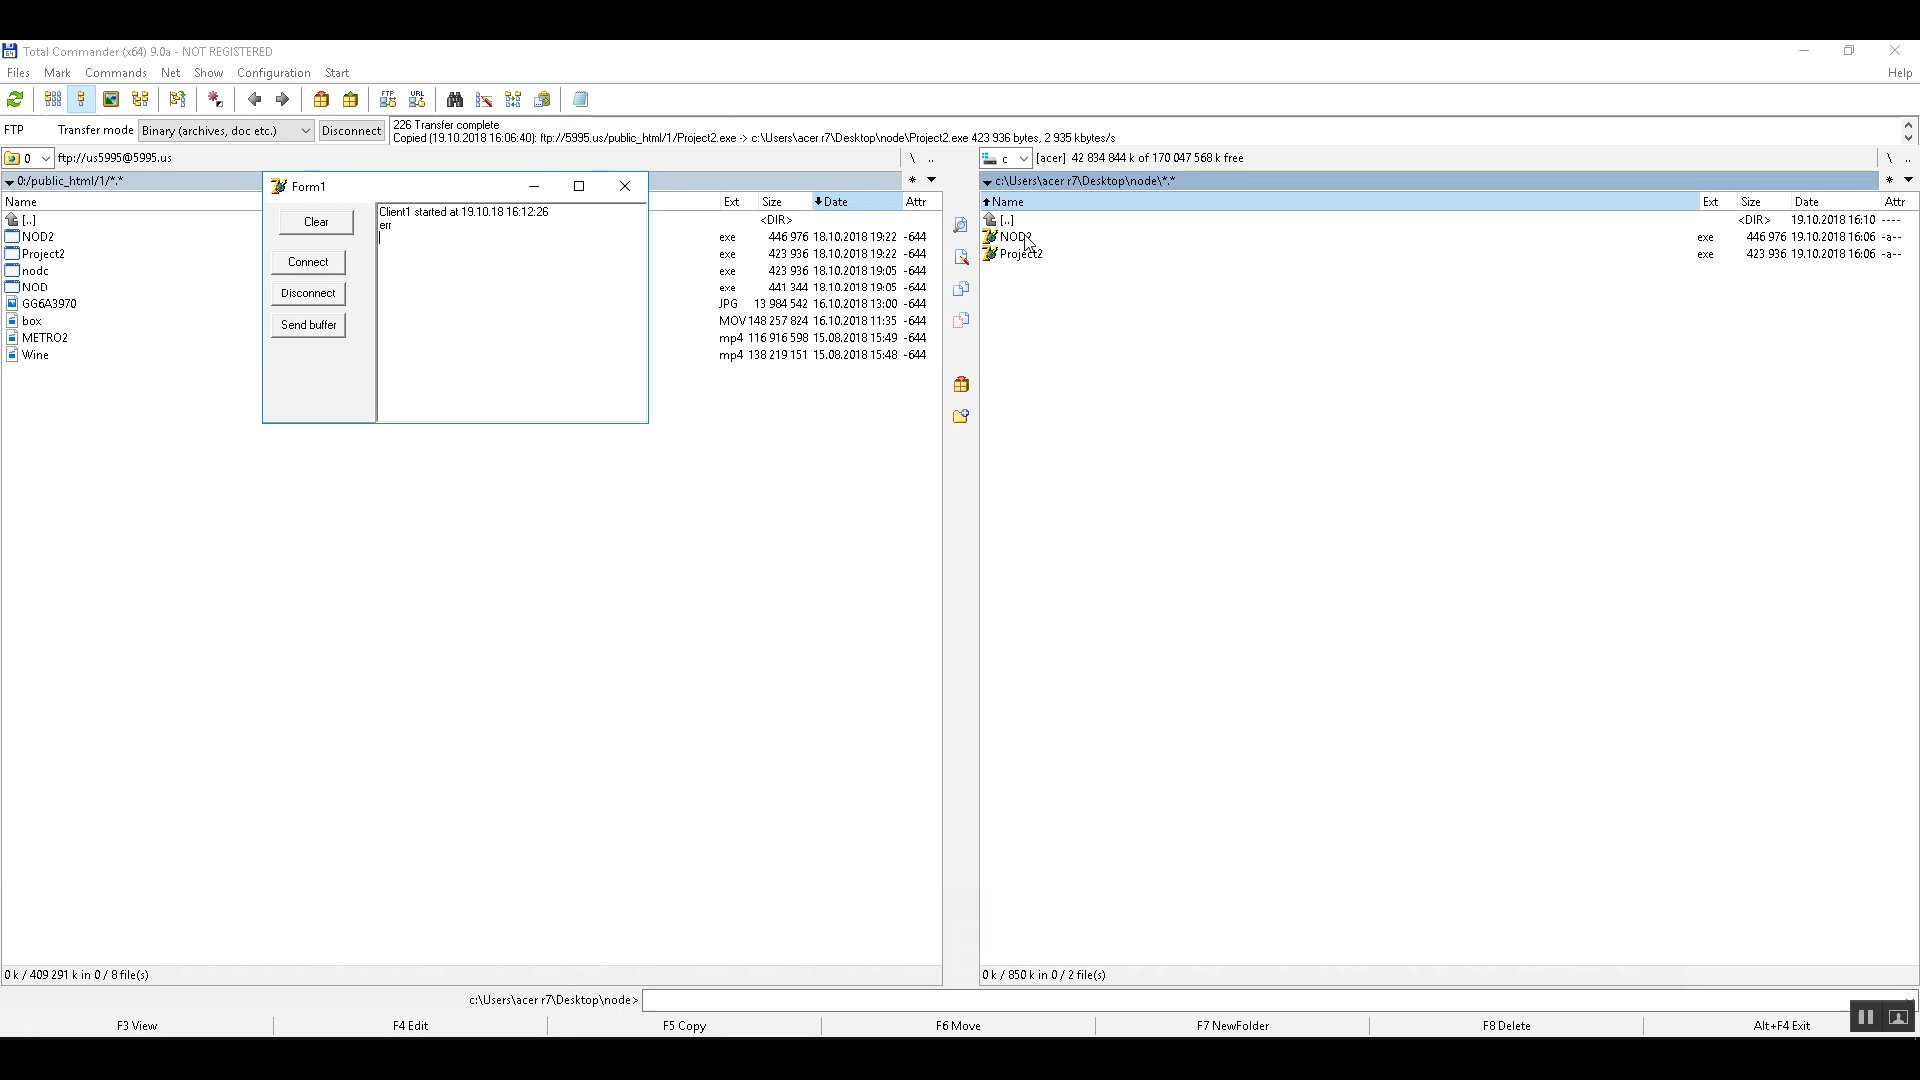 Total Commander (x64) 9.0a - NOT REGISTERED
Files Mark Commands Net Show Configuration Start Help
FTP URL
FTP Transfer mode Binary (archives, doc etc.) Disconnect
226 Transfer complete
Copied (19.10.2018 16:06:40): ftp://5995.us/public_html/1/Project2.exe -> c:\Users\acer r7\Desktop\node\Project2.exe 423 936 bytes, 2 935 kbytes/s
0 ftp://us5995@5995.us \ ..
0:/public_html/1/*.* * 
Name Ext Size Date Attr
[..] <DIR>
NOD2 exe 446 976 18.10.2018 19:22 -644
Project2 exe 423 936 18.10.2018 19:22 -644
nodc exe 423 936 18.10.2018 19:05 -644
NOD exe 441 344 18.10.2018 19:05 -644
GG6A3970 JPG 13 984 542 16.10.2018 13:00 -644
box MOV 148 257 824 16.10.2018 11:35 -644
METRO2 mp4 116 916 598 15.08.2018 15:49 -644
Wine mp4 138 219 151 15.08.2018 15:48 -644
0 k / 409 291 k in 0 / 8 file(s)
Form1
Clear
Connect
Disconnect
Send buffer
Client1 started at 19.10.18 16:12:26
err
c [acer] 42 834 844 k of 170 047 568 k free \ ..
c:\Users\acer r7\Desktop\node\*.* *
Name Ext Size Date Attr
[..] <DIR> 19.10.2018 16:10 ----
NOD2 exe 446 976 19.10.2018 16:06 -a--
Project2 exe 423 936 19.10.2018 16:06 -a--
0 k / 850 k in 0 / 2 file(s)
c:\Users\acer r7\Desktop\node>
F3 View F4 Edit F5 Copy F6 Move F7 NewFolder F8 Delete Alt+F4 Exit